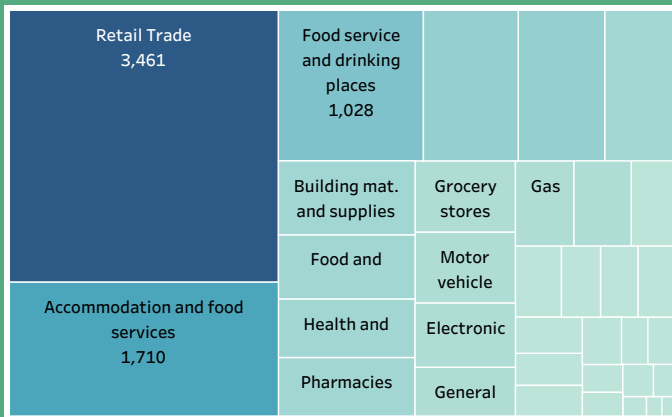 Retail Trade
3,461
Accommodation and food
services
1,710
Food service
and drinking
places
1,028
Building mat.
and supplies
Food and
Health and
Pharmacies
Grocery
stores
Motor
vehicle
Electronic
General
Gas